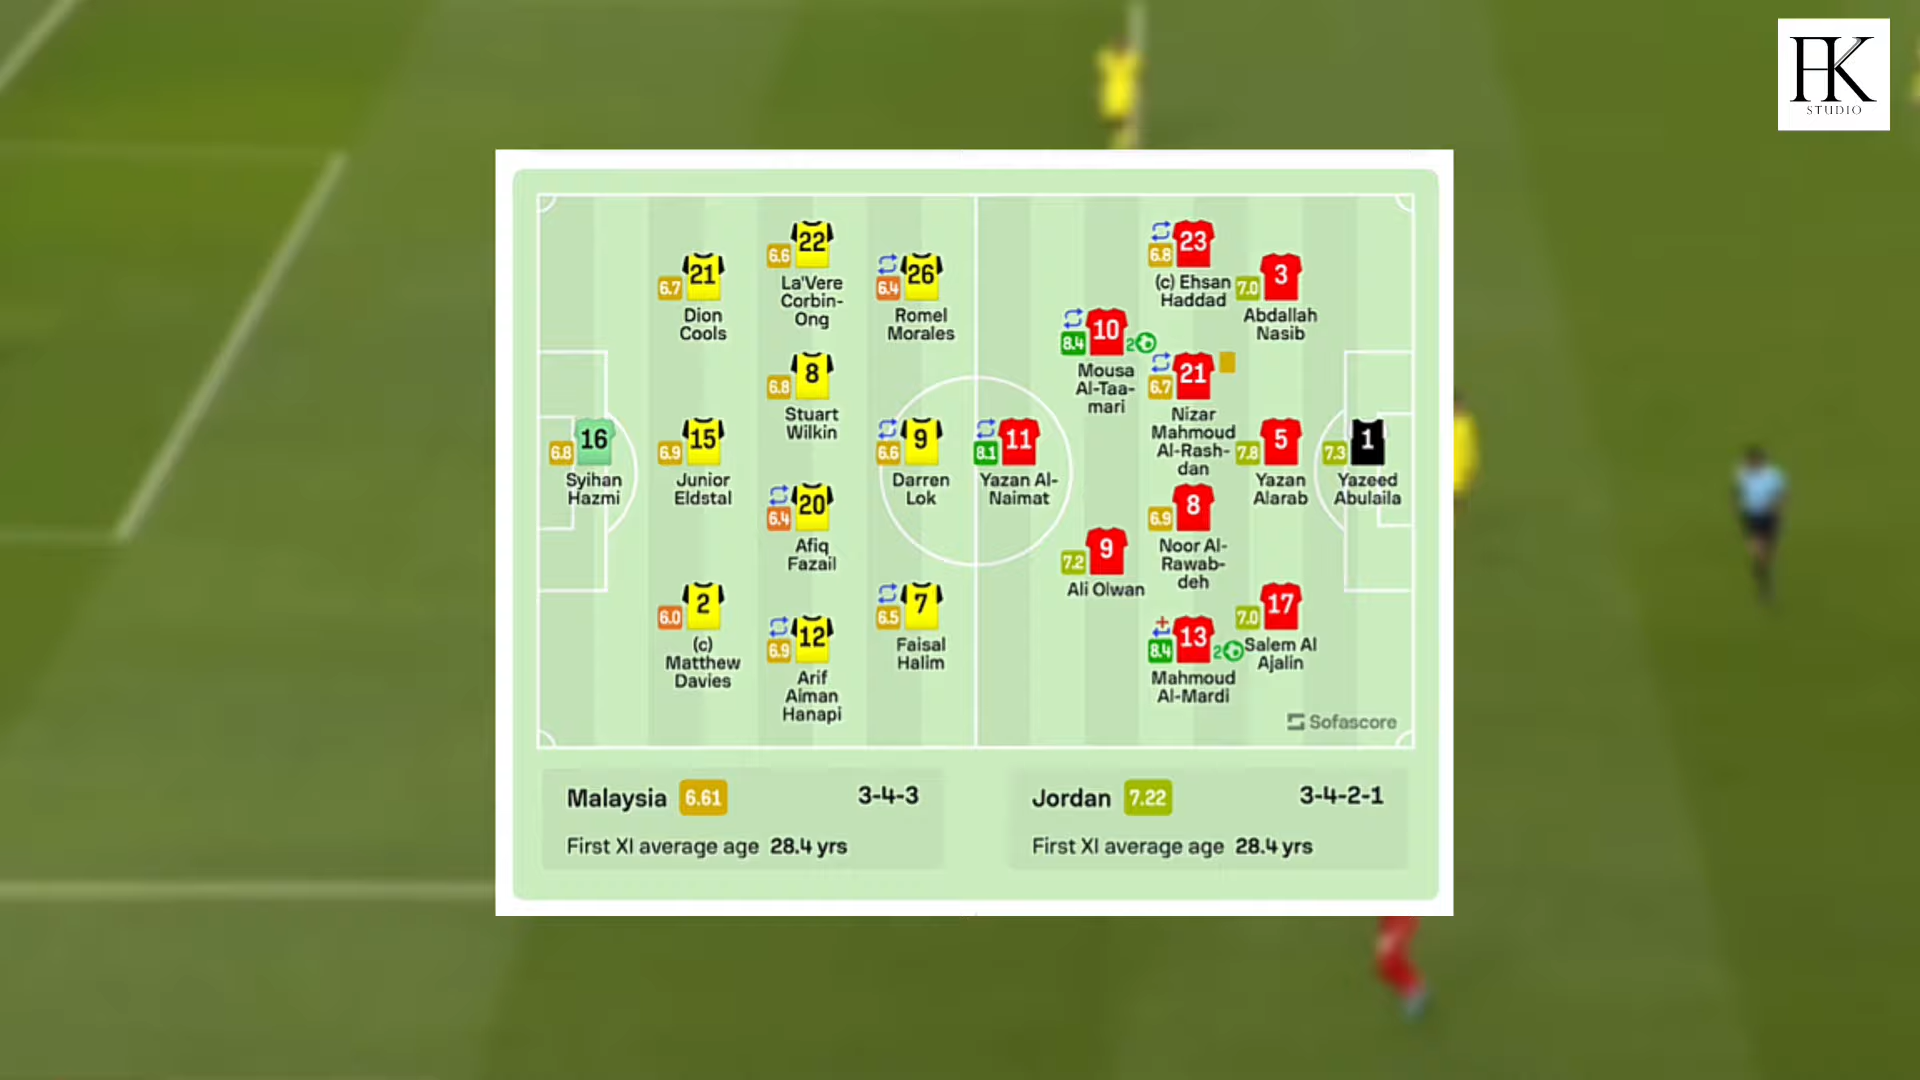 FK
STUDIO
16
6.8
Syihan
Hazmi
21
6.7
Dion
Cools
15
6.9
Junior
Eldstal
2
6.0
(c)
Matthew
Davies
22
6.6
La'Vere
Corbin-
Ong
8
6.8
Stuart
Wilkin
20
6.4
Afiq
Fazail
12
6.9
Arif
Aiman
Hanapi
26
6.4
Romel
Morales
9
6.6
Darren
Lok
7
6.5
Faisal
Halim
11
8.1
Yazan Al-
Naimat
10
8.4
2
Mousa
Al-Taa-
mari
9
7.2
Ali Olwan
23
6.8
(c) Ehsan
Haddad
21
6.7
Nizar
Mahmoud
Al-Rash-
dan
8
6.9
Noor Al-
Rawab-
deh
13
8.4
2
Mahmoud
Al-Mardi
3
7.0
Abdallah
Nasib
5
7.8
Yazan
Alarab
17
7.0
Salem Al
Ajalin
1
7.3
Yazeed
Abulaila
Sofascore
Malaysia 6.61 3-4-3
First XI average age 28.4 yrs
Jordan 7.22 3-4-2-1
First XI average age 28.4 yrs